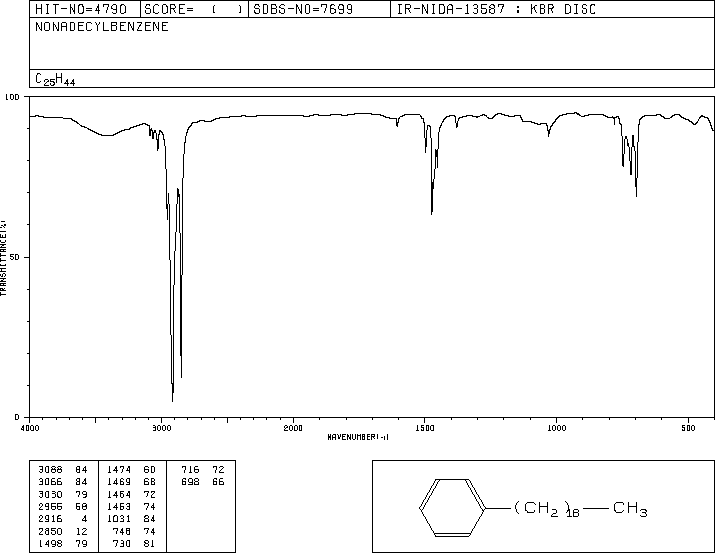 HIT-NO=4790 SCORE= ( ) SDBS-NO=7699 IR-NIDA-13587 : KBR DISC
NONADECYLBENZENE
C25H44
100
50
0
TRANSMITTANCE(%)
4000 3000 2000 1500 1000 500
WAVENUMBER(-1)
3088 84 1474 60 716 72
3066 84 1469 68 698 66
3030 79 1464 72
2955 60 1453 74
2916 4 1031 84
2850 12 748 74
1498 79 730 81
(CH2)18 CH3